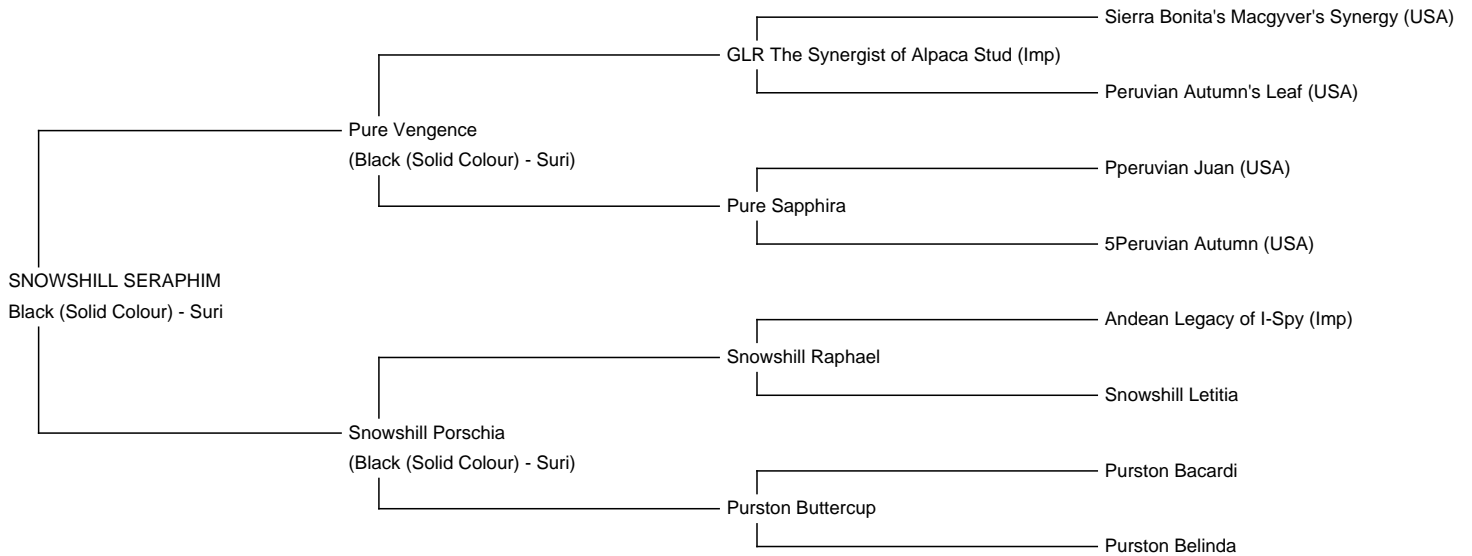 Sierra Bonita's Macgyver's Synergy (USA)
GLR The Synergist of Alpaca Stud (Imp)
Peruvian Autumn's Leaf (USA)
Pure Vengence
(Black (Solid Colour) - Suri)
Pperuvian Juan (USA)
Pure Sapphira
5Peruvian Autumn (USA)
SNOWSHILL SERAPHIM
Black (Solid Colour) - Suri
Andean Legacy of I-Spy (Imp)
Snowshill Raphael
Snowshill Letitia
Snowshill Porschia
(Black (Solid Colour) - Suri)
Purston Bacardi
Purston Buttercup
Purston Belinda